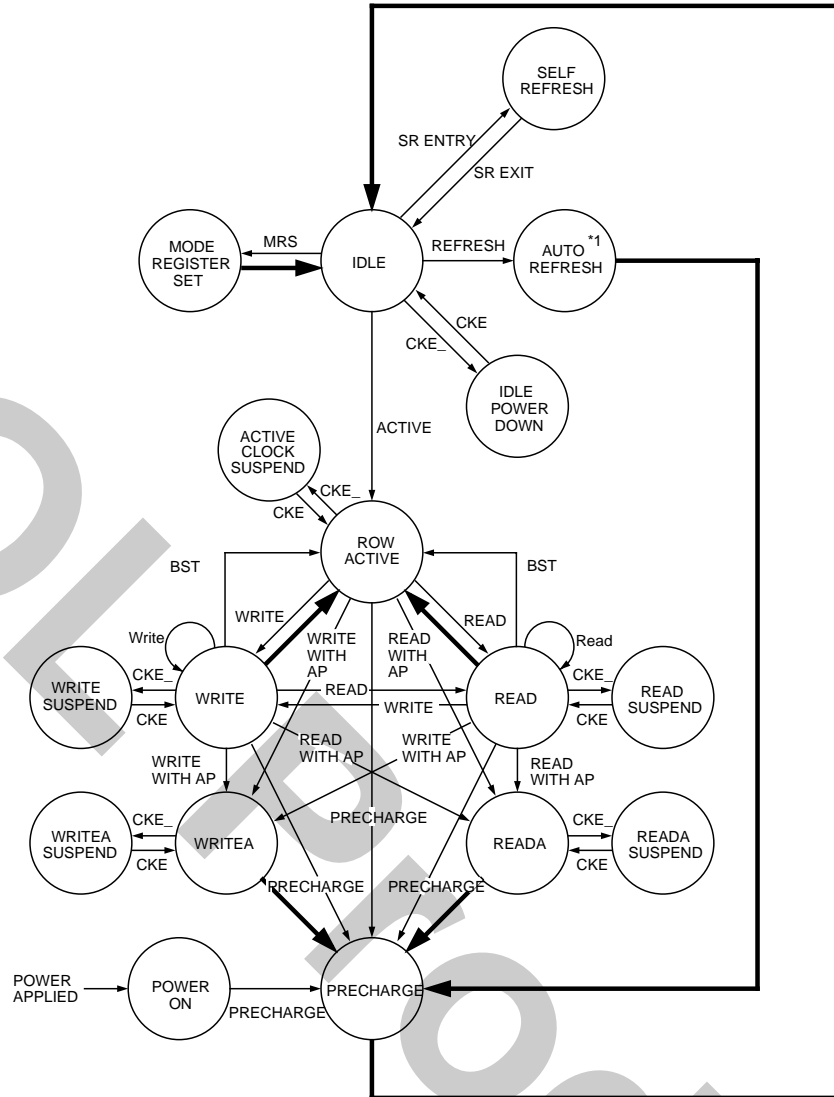 SELF
REFRESH
SR ENTRY
SR EXIT
MODE
REGISTER
SET
MRS
IDLE
REFRESH
AUTO *1
REFRESH
CKE
CKE_
IDLE
POWER
DOWN
ACTIVE
ACTIVE
CLOCK
SUSPEND
CKE_
CKE
ROW
ACTIVE
BST
BST
WRITE
READ
Write
WRITE
WITH
AP
READ
WITH
AP
Read
WRITE
SUSPEND
CKE_
CKE
WRITE
READ
WRITE
READ
CKE_
CKE
READ
SUSPEND
WRITE
WITH AP
READ
WITH AP
WRITE
WITH AP
READ
WITH AP
WRITEA
SUSPEND
CKE_
CKE
WRITEA
PRECHARGE
READA
CKE_
CKE
READA
SUSPEND
PRECHARGE
PRECHARGE
POWER
APPLIED
POWER
ON
PRECHARGE
PRECHARGE